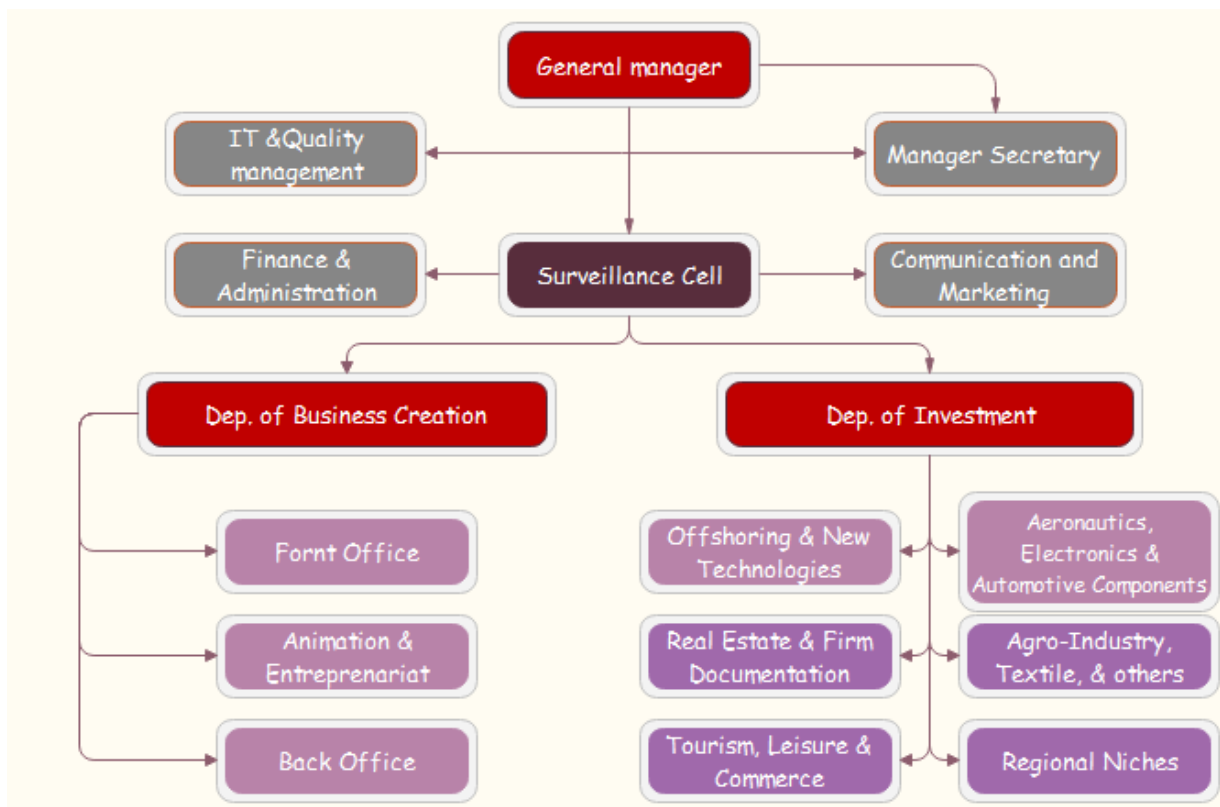 General manager
IT &Quality
management
Manager Secretary
Finance &
Administration
Surveillance Cell
Communication and
Marketing
Dep. of Business Creation
Dep. of Investment
Fornt Office
Animation &
Entreprenariat
Back Office
Offshoring & New
Technologies
Aeronautics,
Electronics &
Automotive Components
Real Estate & Firm
Documentation
Agro-Industry,
Textile, & others
Tourism, Leisure &
Commerce
Regional Niches